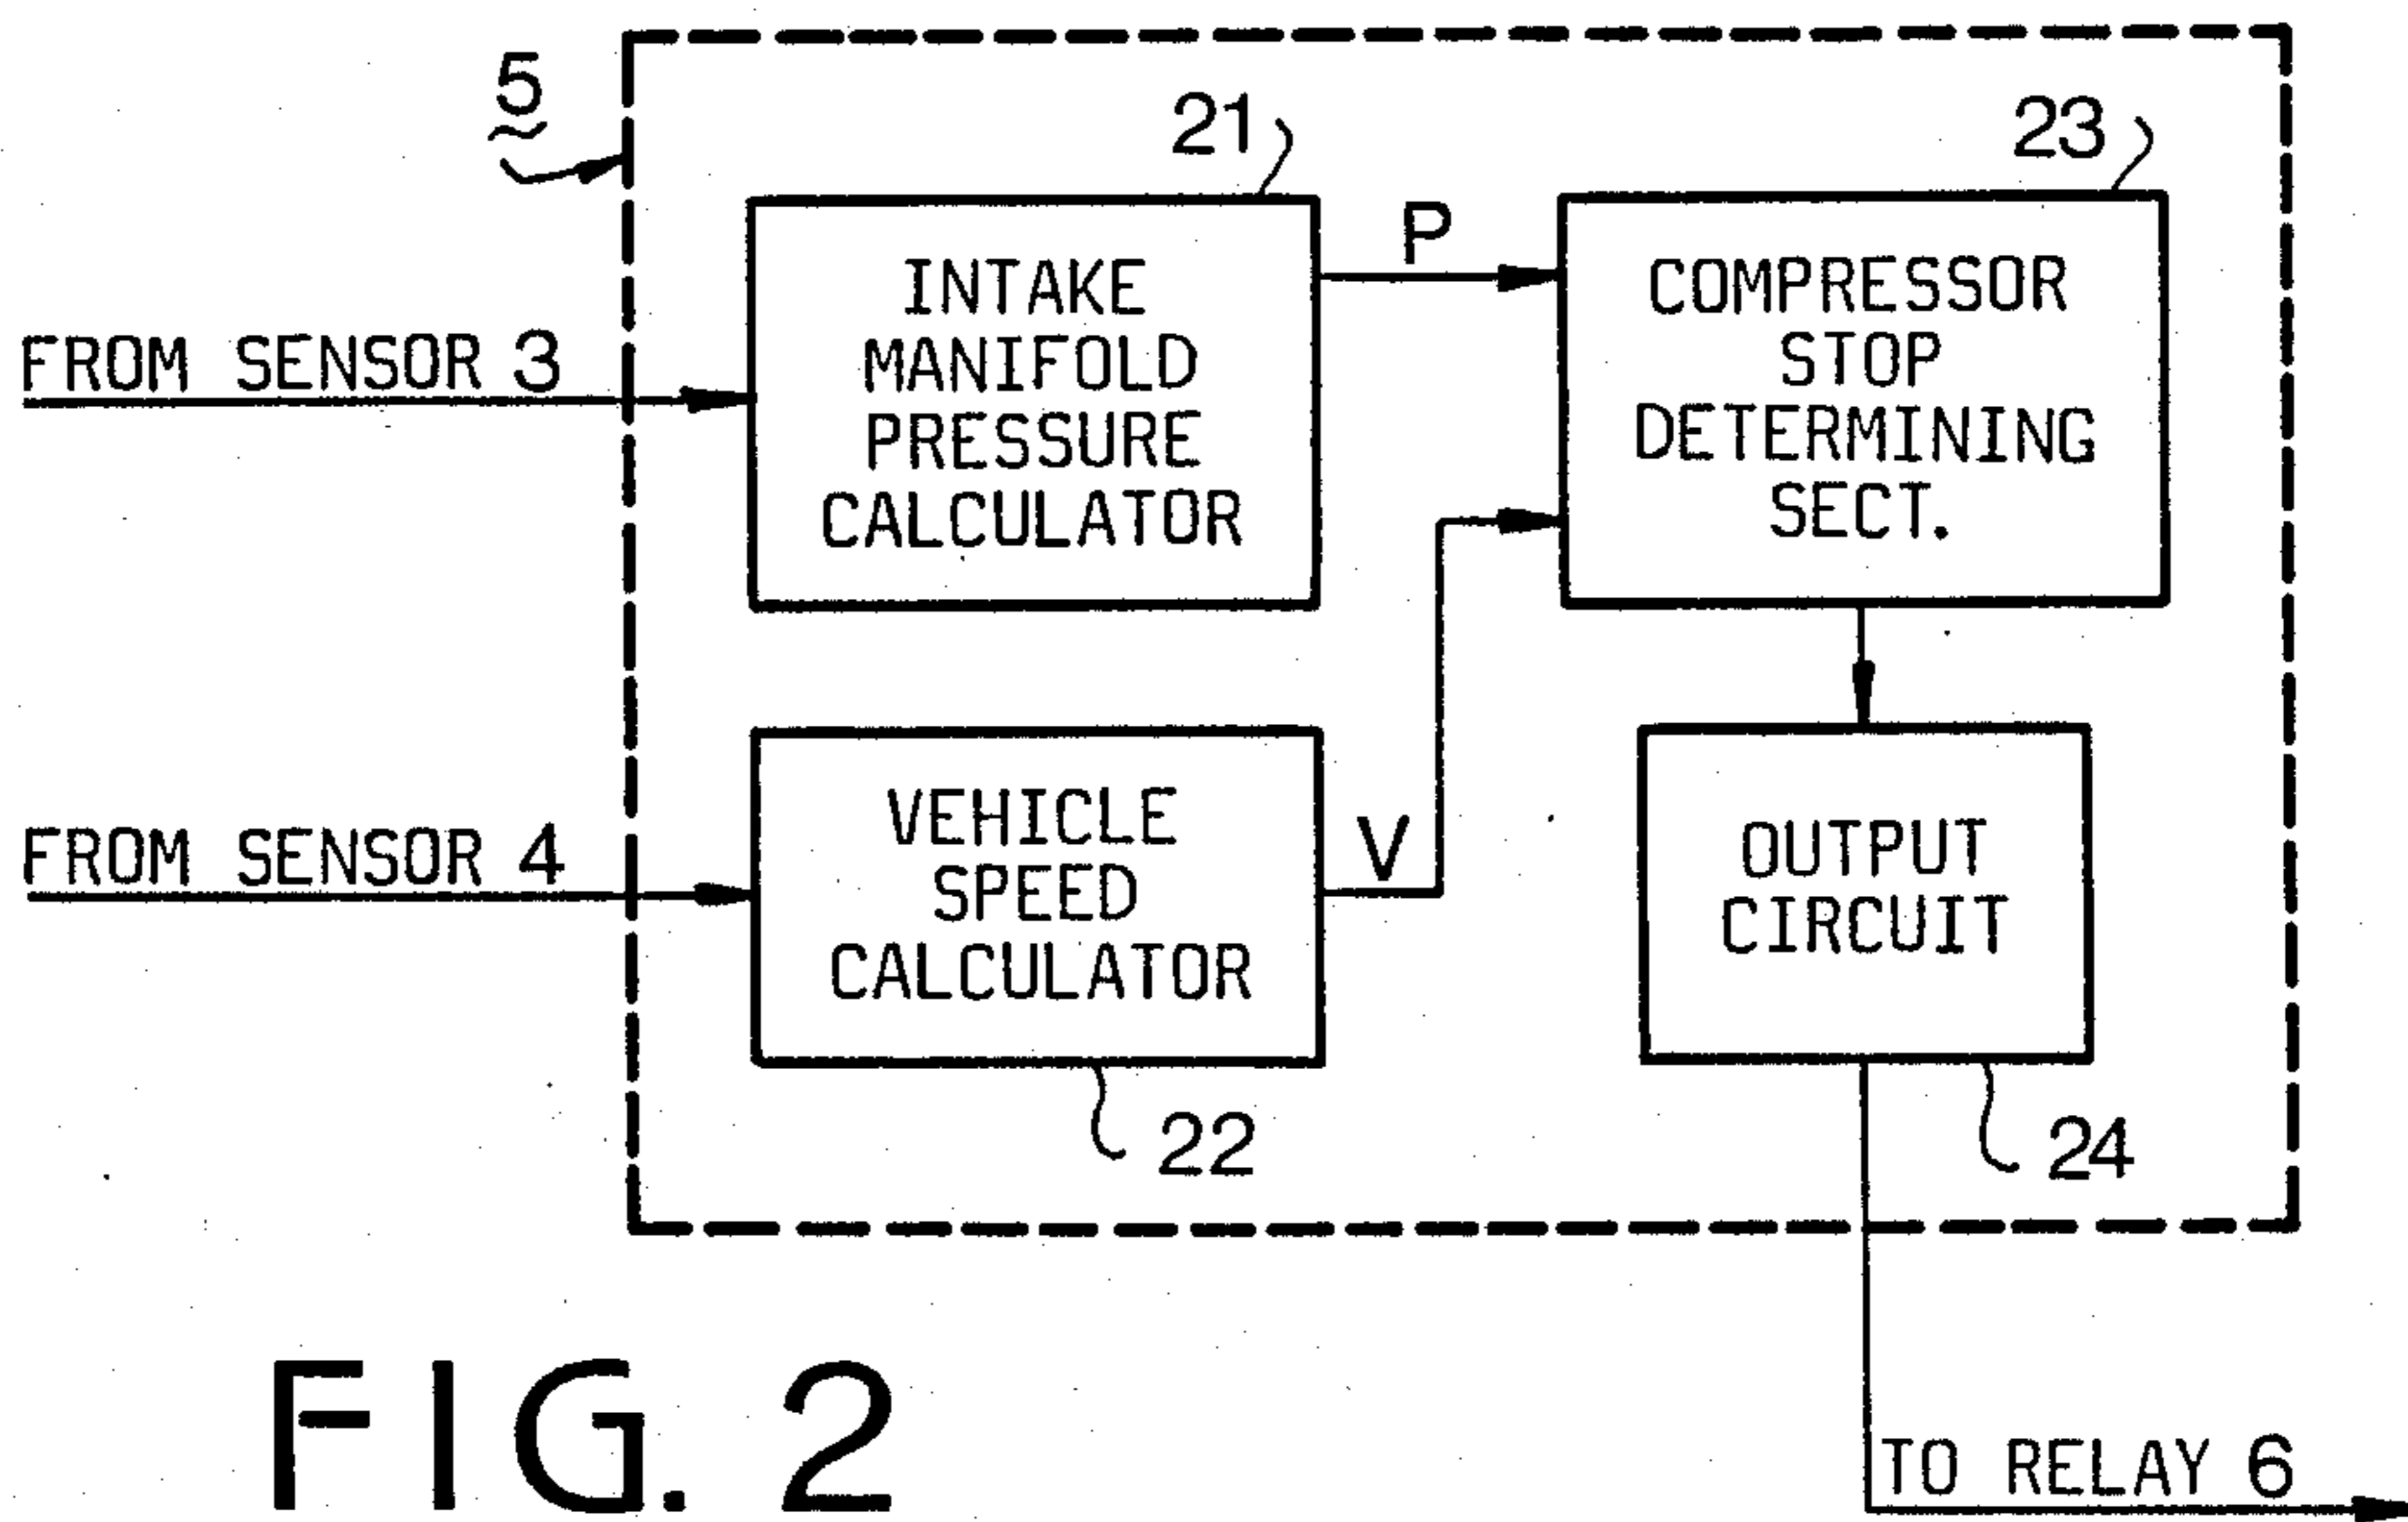 5
21
23
P
INTAKE
MANIFOLD
PRESSURE
CALCULATOR
COMPRESSOR
STOP
DETERMINING
SECT.
FROM SENSOR 3
FROM SENSOR 4
VEHICLE
SPEED
CALCULATOR
V
OUTPUT
CIRCUIT
22
24
TO RELAY 6
FIG. 2